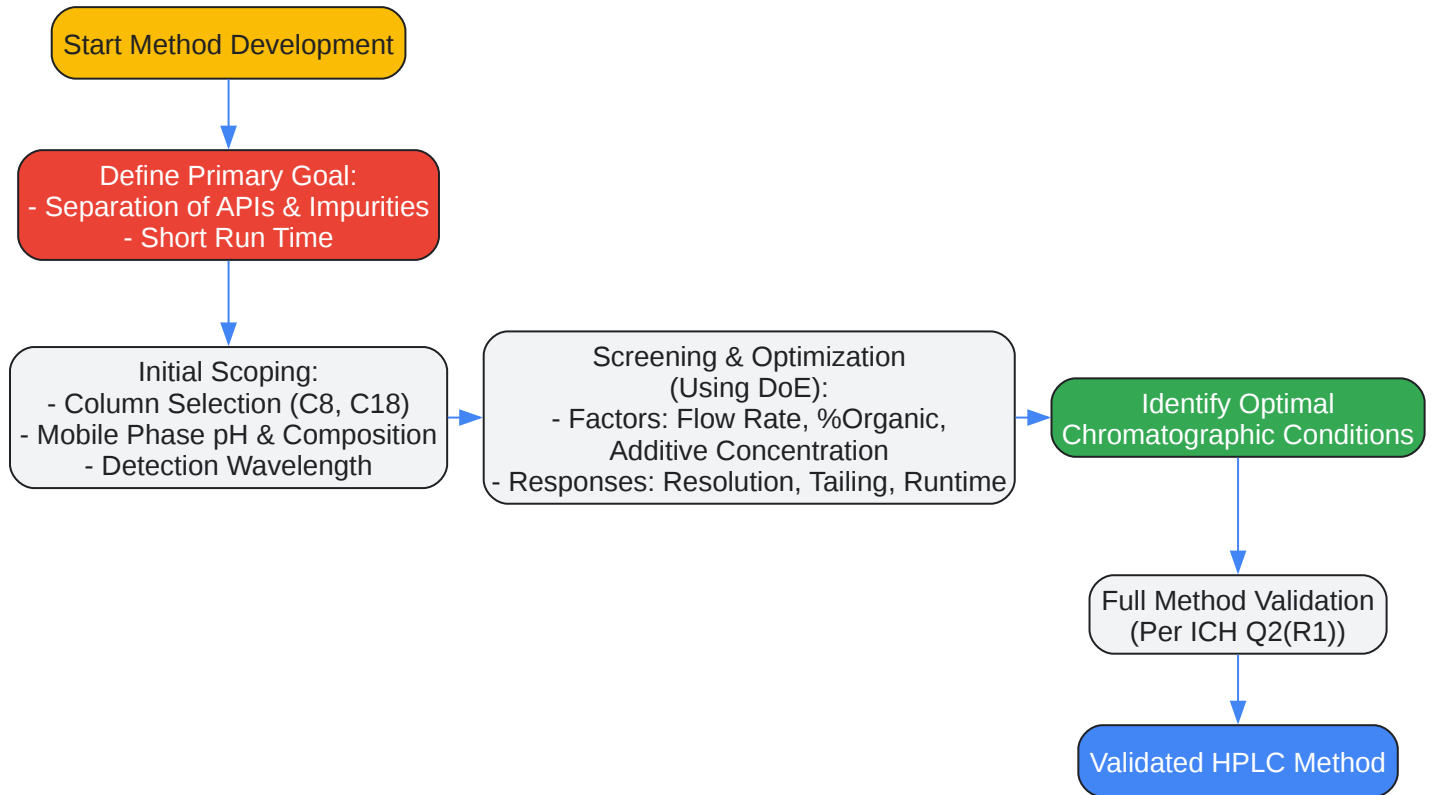 Start Method Development
Define Primary Goal:
- Separation of APIs & Impurities
- Short Run Time
Initial Scoping:
- Column Selection (C8, C18)
- Mobile Phase pH & Composition
- Detection Wavelength
Screening & Optimization
(Using DoE):
- Factors: Flow Rate, %Organic,
Additive Concentration
- Responses: Resolution, Tailing, Runtime
Identify Optimal
Chromatographic Conditions
Full Method Validation
(Per ICH Q2(R1))
Validated HPLC Method